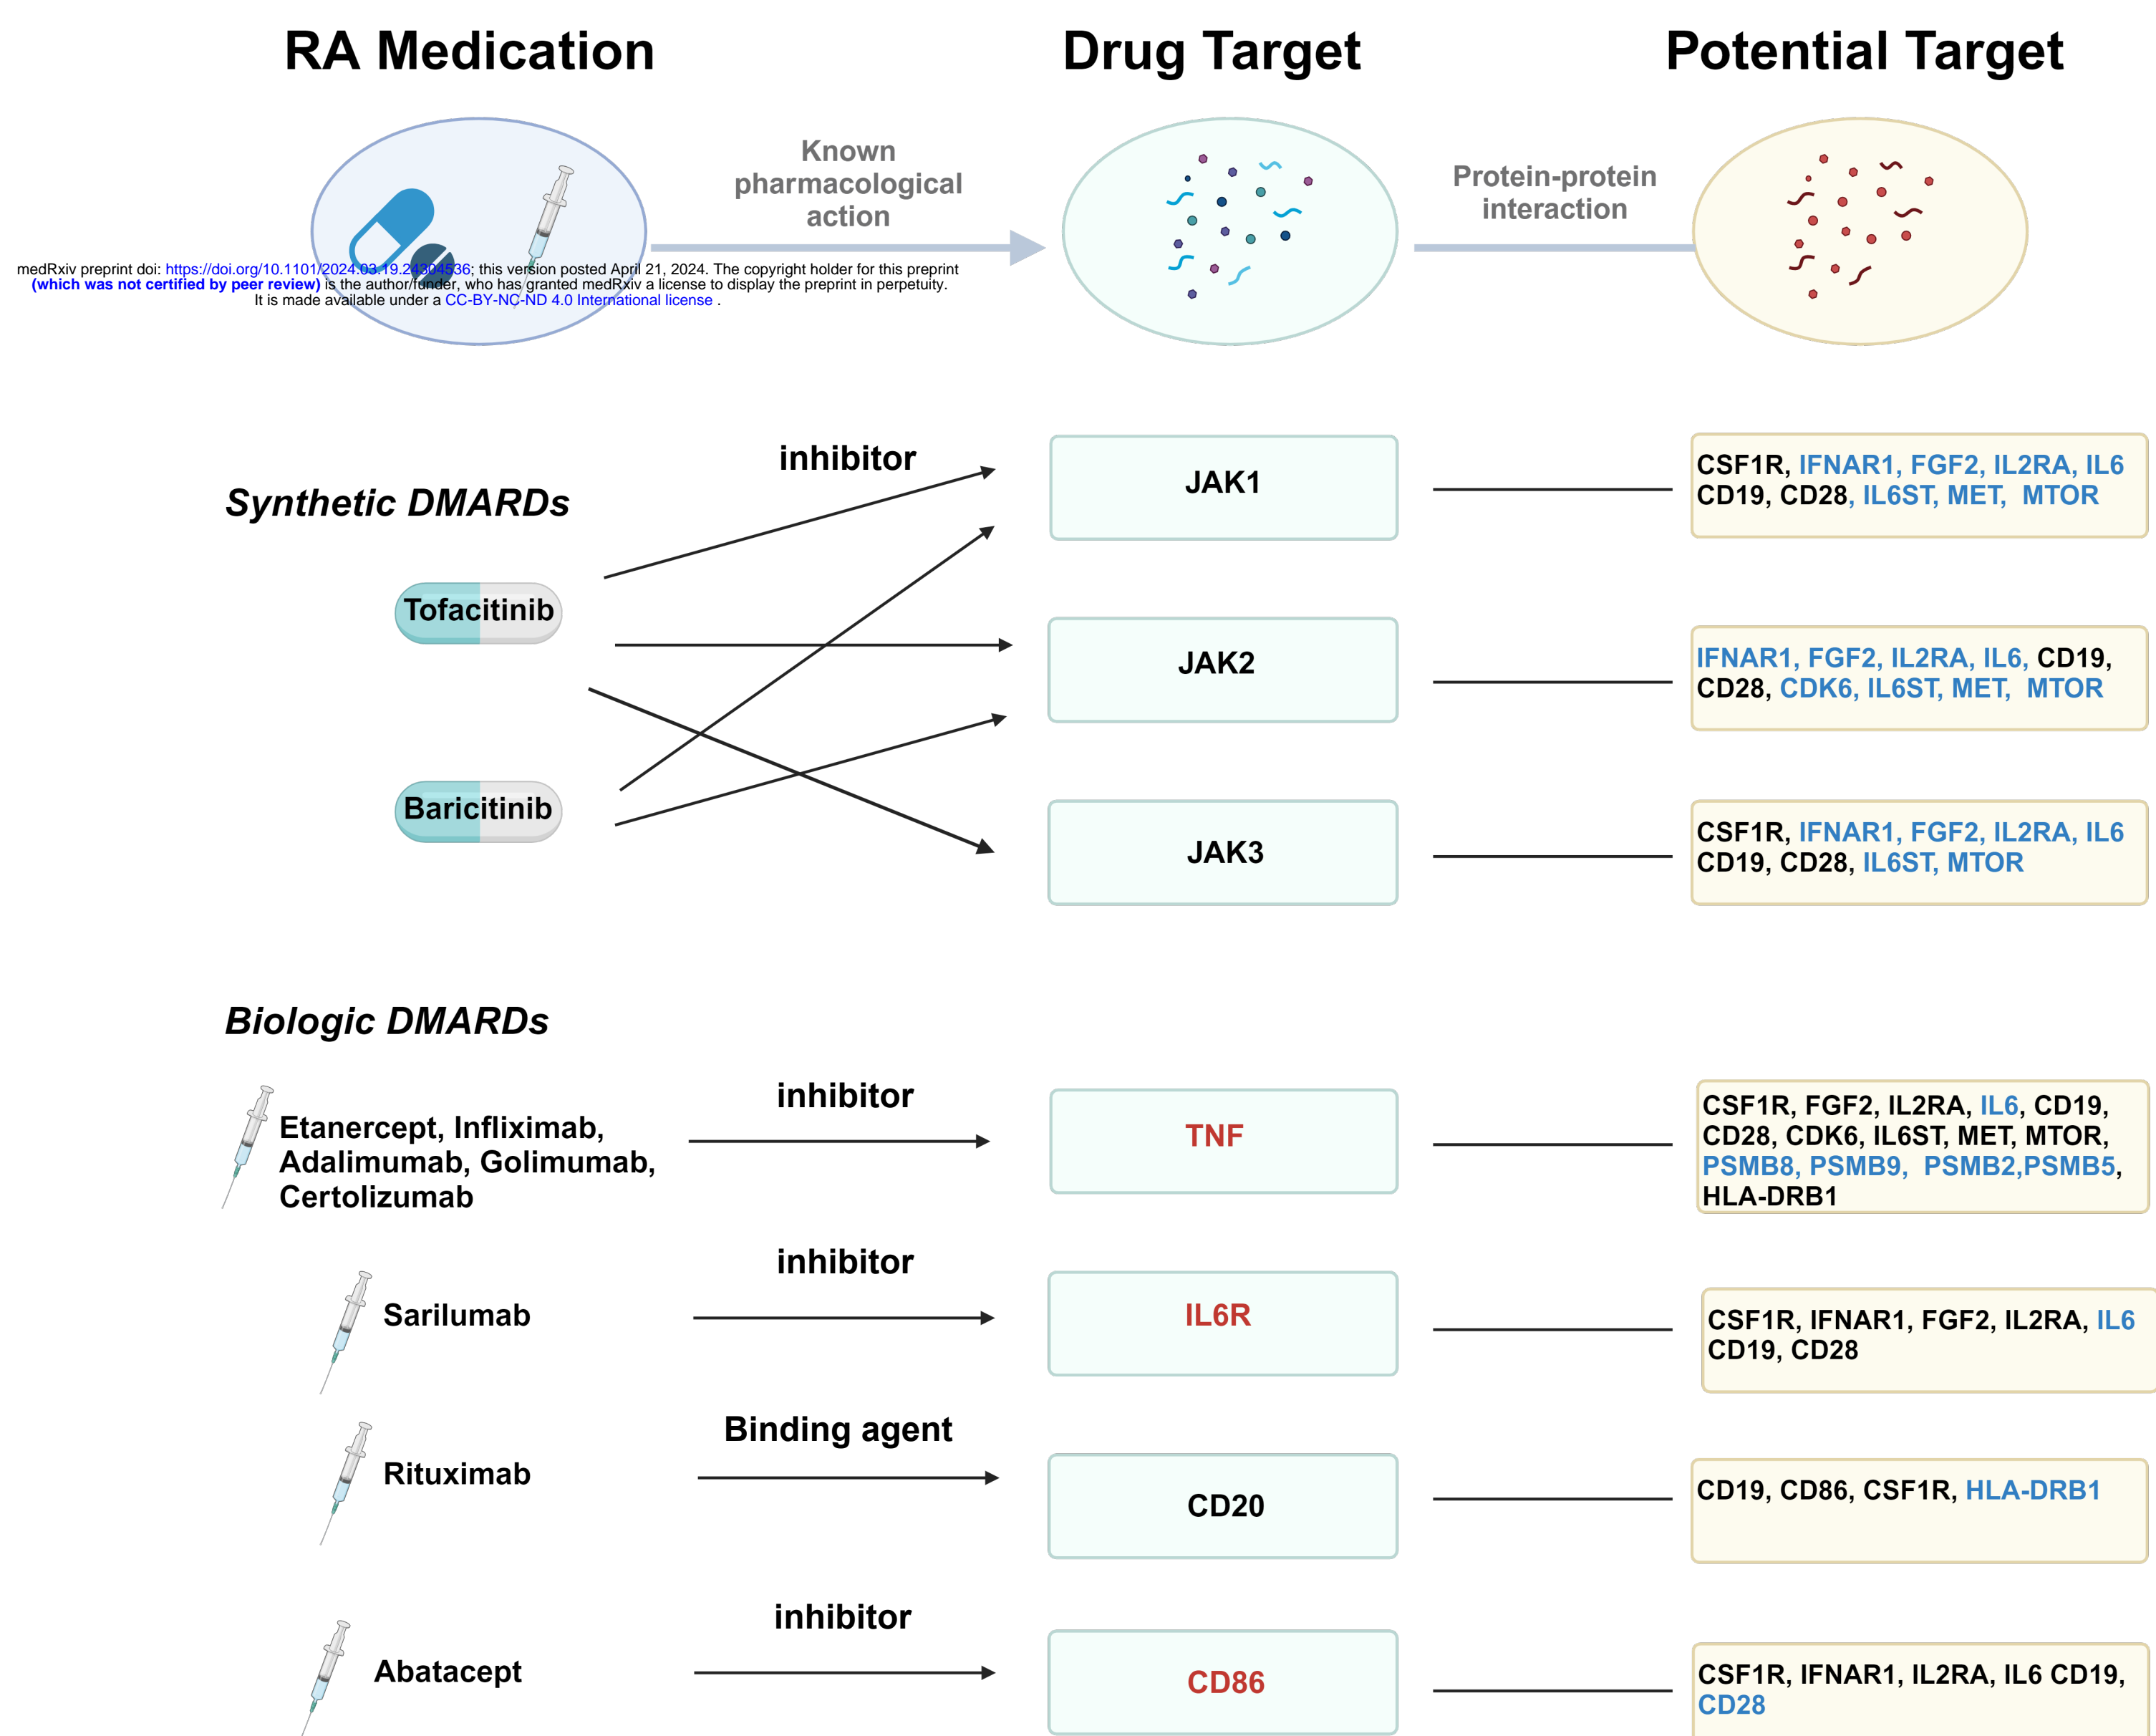 RA Medication
Drug Target
Potential Target
Known
pharmacological
action
Protein-protein
interaction
medRxiv preprint doi: https://doi.org/10.1101/2024.03.19.24304536; this version posted April 21, 2024. The copyright holder for this preprint
(which was not certified by peer review) is the author/funder, who has granted medRxiv a license to display the preprint in perpetuity.
It is made available under a CC-BY-NC-ND 4.0 International license .
Synthetic DMARDs
inhibitor
Tofacitinib
Baricitinib
JAK1
CSF1R, IFNAR1, FGF2, IL2RA, IL6
CD19, CD28, IL6ST, MET, MTOR
JAK2
IFNAR1, FGF2, IL2RA, IL6, CD19,
CD28, CDK6, IL6ST, MET, MTOR
JAK3
CSF1R, IFNAR1, FGF2, IL2RA, IL6
CD19, CD28, IL6ST, MTOR
Biologic DMARDs
Etanercept, Infliximab,
Adalimumab, Golimumab,
Certolizumab
inhibitor
TNF
CSF1R, FGF2, IL2RA, IL6, CD19,
CD28, CDK6, IL6ST, MET, MTOR,
PSMB8, PSMB9, PSMB2,PSMB5,
HLA-DRB1
Sarilumab
inhibitor
IL6R
CSF1R, IFNAR1, FGF2, IL2RA, IL6
CD19, CD28
Rituximab
Binding agent
CD20
CD19, CD86, CSF1R, HLA-DRB1
Abatacept
inhibitor
CD86
CSF1R, IFNAR1, IL2RA, IL6 CD19,
CD28